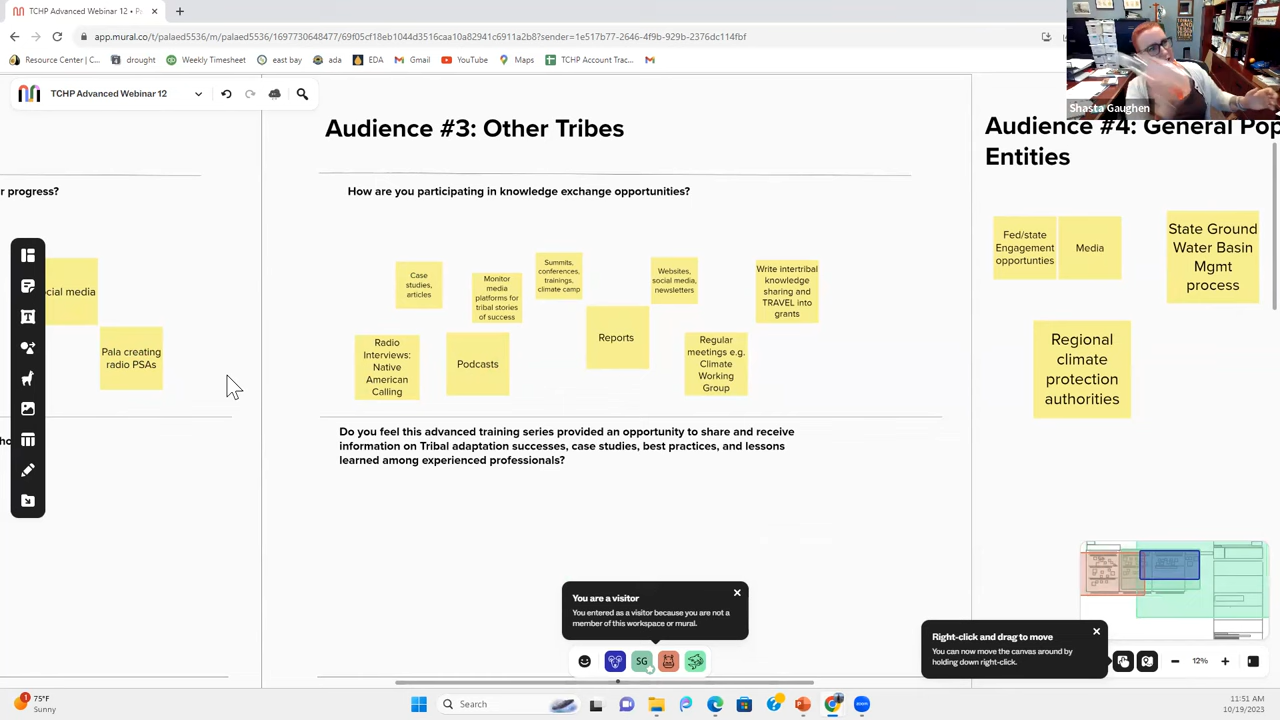 TCHP Advanced Webinar 12 • P
app.mural.co/t/palaed5536/m/palaed5536/1697730648477/
Resource Center | C...
drought
Weekly Timesheet
east bay
ada
EDA
Gmail
YouTube
Maps
TCHP Account Trac...
Shasta Gaughen
TCHP Advanced Webinar 12
Audience #3: Other Tribes
Audience #4: General Pop
Entities
r progress?
How are you participating in knowledge exchange opportunities?
cial media
Pala creating
radio PSAs
Case
studies,
articles
Monitor
media
platforms for
tribal stories
of success
Summits,
conferences,
trainings,
climate camp
Websites,
social media,
newsletters
Write intertribal
knowledge
sharing and
TRAVEL into
grants
Radio
Interviews:
Native
American
Calling
Podcasts
Reports
Regular
meetings e.g.
Climate
Working
Group
Fed/state
Engagement
opportunties
Media
State Ground
Water Basin
Mgmt
process
Regional
climate
protection
authorities
Do you feel this advanced training series provided an opportunity to share and receive
information on Tribal adaptation successes, case studies, best practices, and lessons
learned among experienced professionals?
You are a visitor
You entered as a visitor because you are not a
member of this workspace or mural.
SG
Right-click and drag to move
You can now move the canvas around by
holding down right-click.
12%
1
75°F
Sunny
Search
11:51 AM
10/19/2023